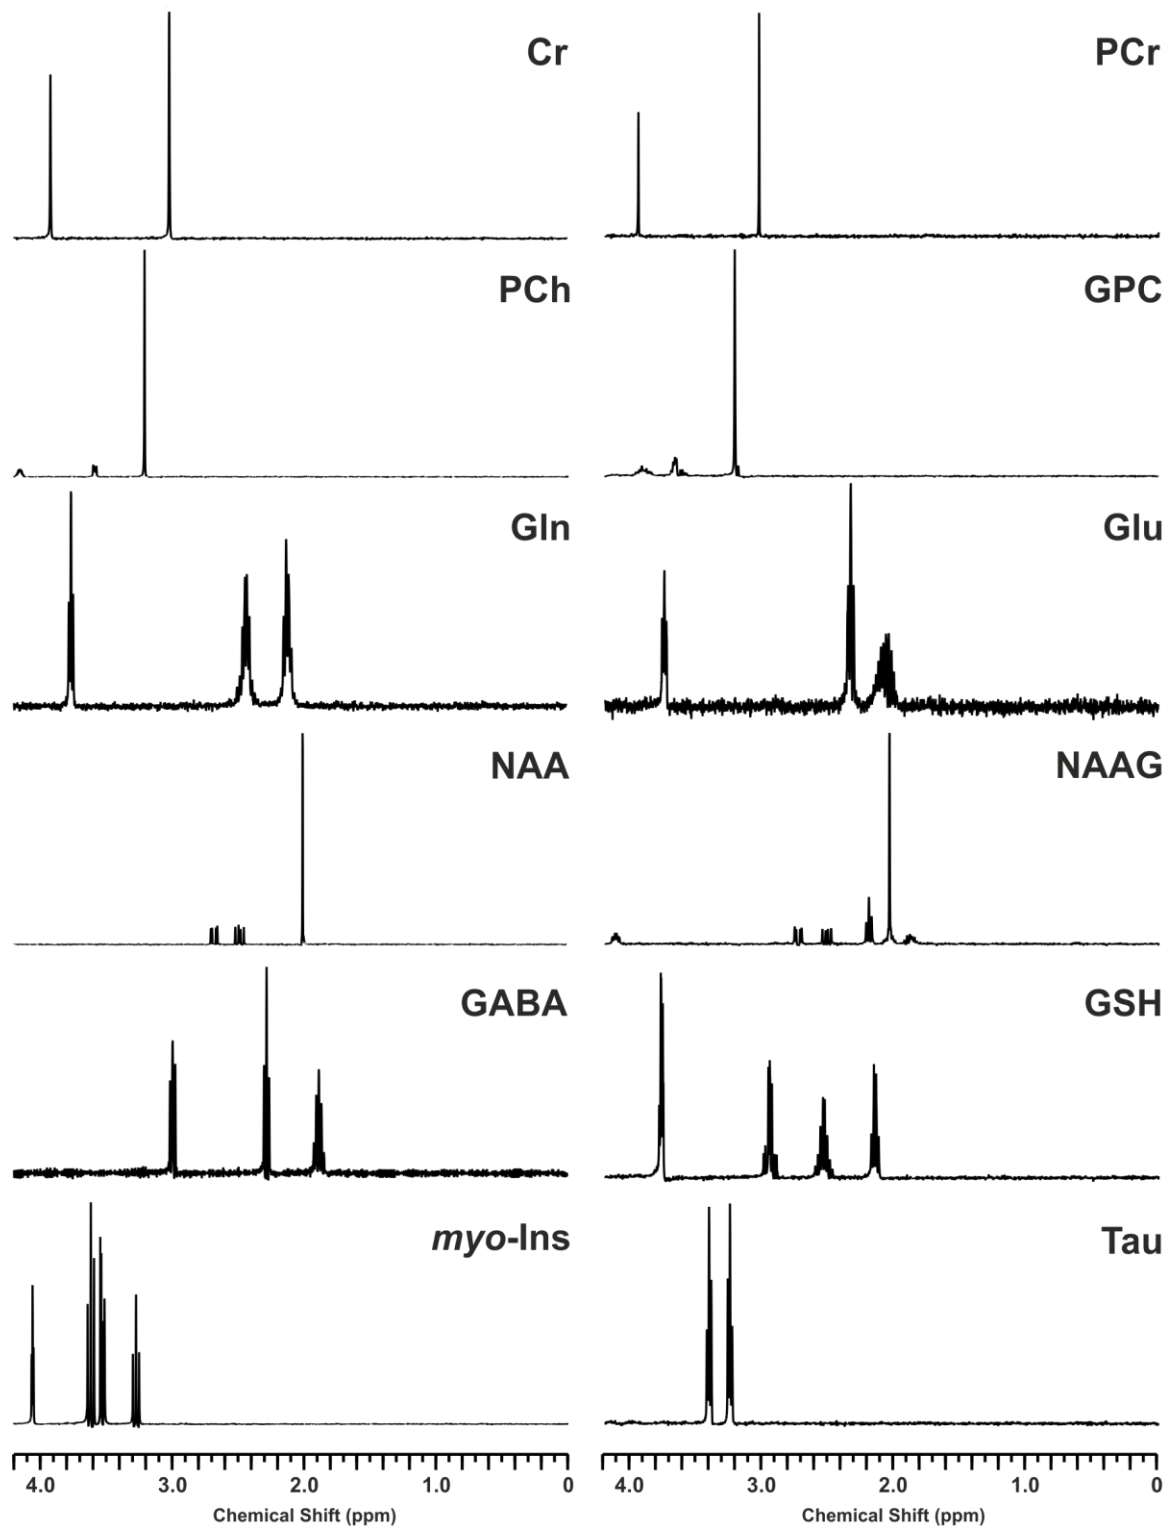 Cr PCr
PCh GPC
Gln Glu
NAA NAAG
GABA GSH
myo-Ins Tau
4.0 3.0 2.0 1.0 0 4.0 3.0 2.0 1.0 0
Chemical Shift (ppm) Chemical Shift (ppm)